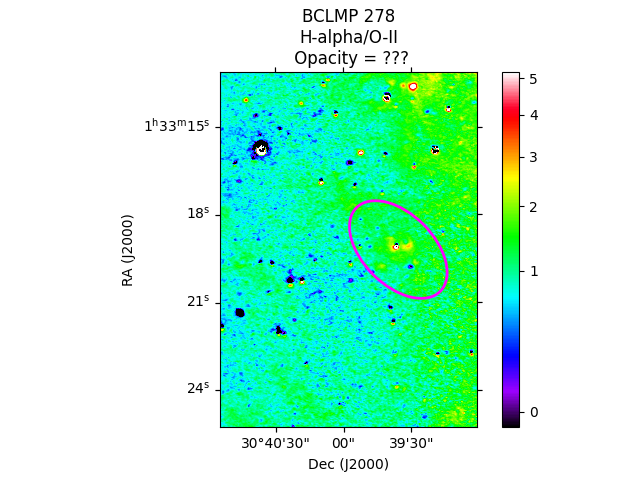 BCLMP 278
H-alpha/O-II
Opacity = ???
1ʰ33ᵐ15ˢ
18ˢ
21ˢ
24ˢ
RA (J2000)
30°40'30" 00" 39'30"
Dec (J2000)
5
4
3
2
1
0